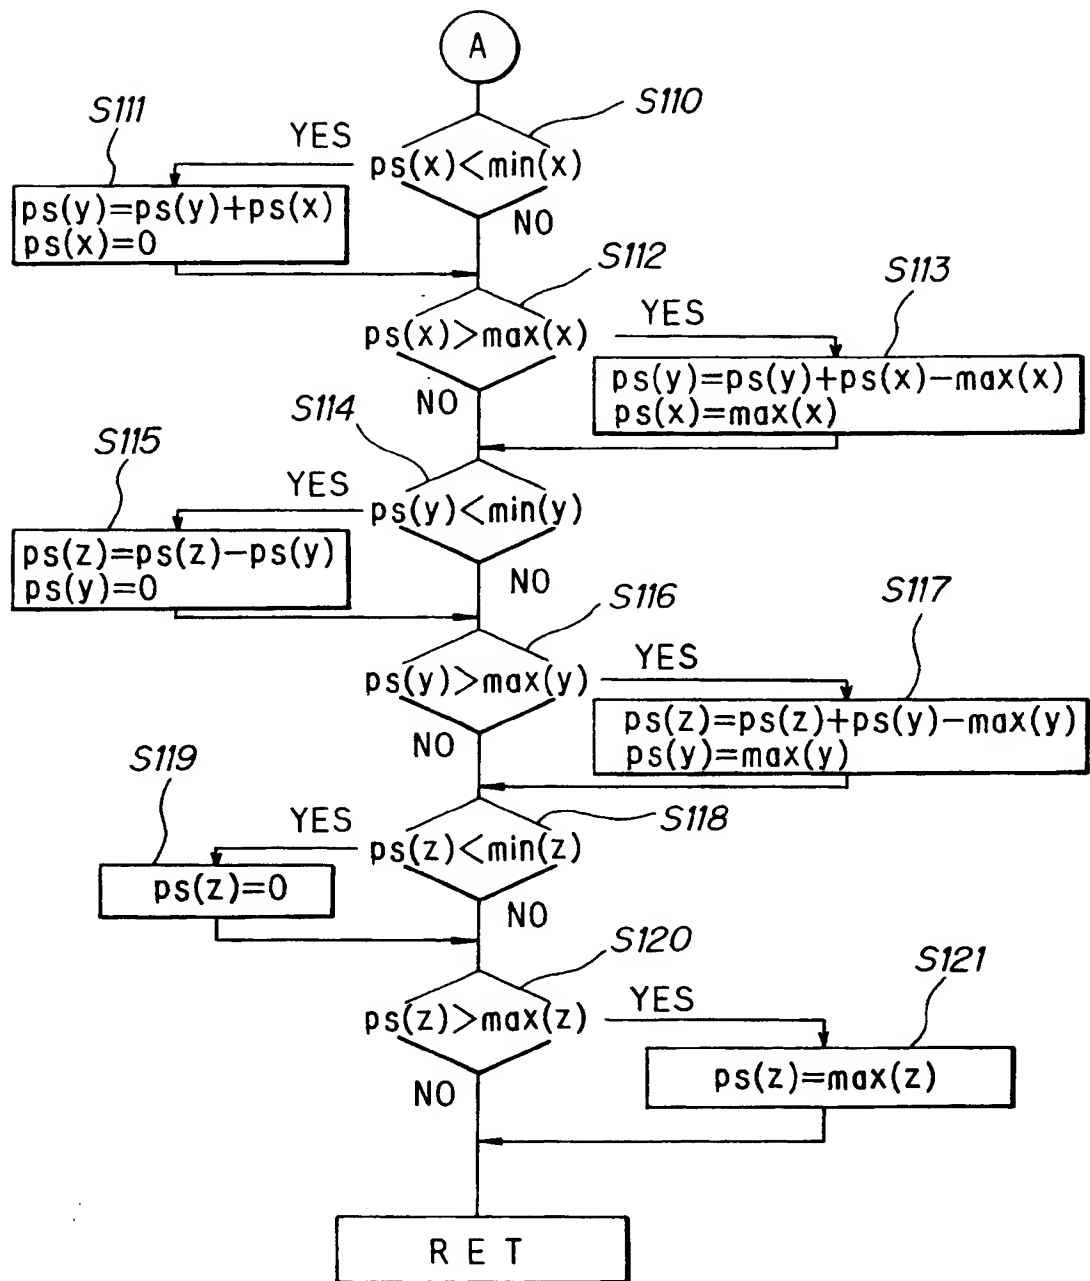 A
S110
S111
YES
ps(x)<min(x)
ps(y)=ps(y)+ps(x)
ps(x)=0
NO
S112
S113
YES
ps(x)>max(x)
ps(y)=ps(y)+ps(x)-max(x)
ps(x)=max(x)
NO
S114
S115
YES
ps(y)<min(y)
ps(z)=ps(z)-ps(y)
ps(y)=0
NO
S116
S117
YES
ps(y)>max(y)
ps(z)=ps(z)+ps(y)-max(y)
ps(y)=max(y)
NO
S119
S118
YES
ps(z)<min(z)
ps(z)=0
NO
S120
S121
YES
ps(z)>max(z)
ps(z)=max(z)
NO
RET